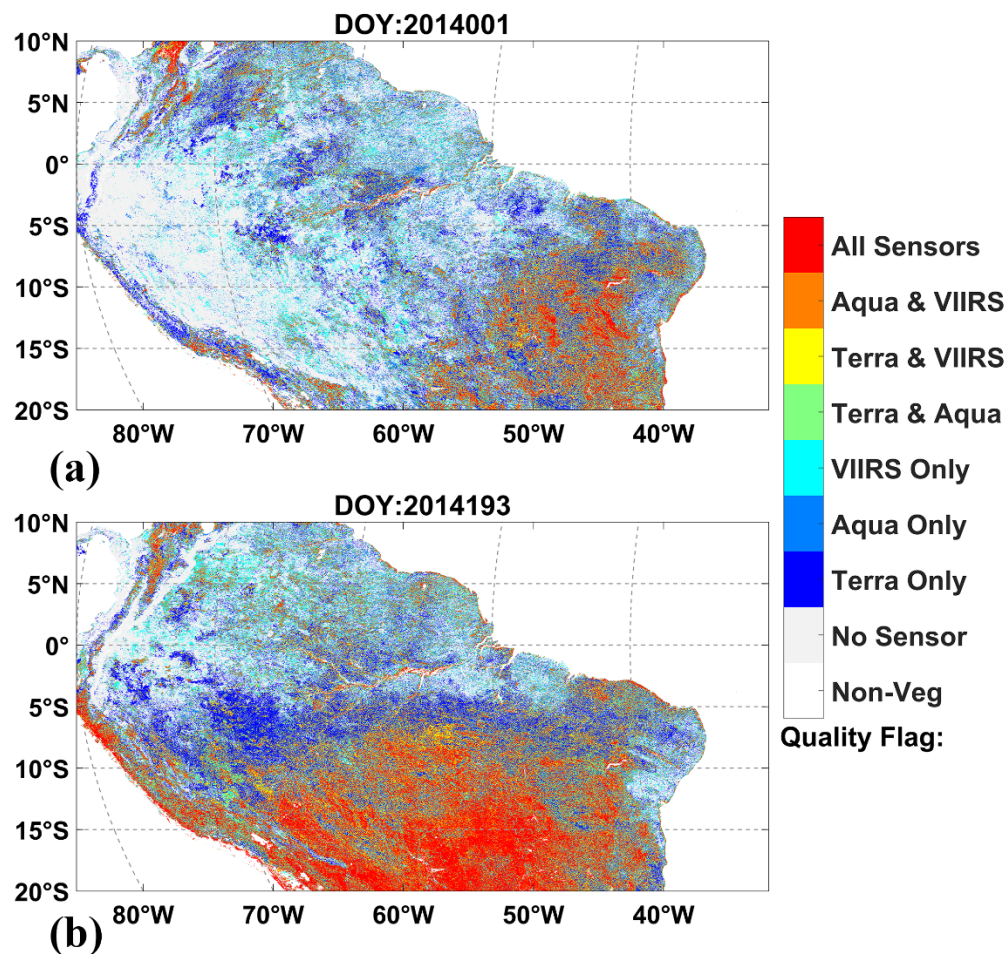 DOY:2014001
10°N
5°N
0°
5°S
10°S
15°S
20°S
80°W 70°W 60°W 50°W 40°W
(a)
DOY:2014193
10°N
5°N
0°
5°S
10°S
15°S
20°S
80°W 70°W 60°W 50°W 40°W
(b)
All Sensors
Aqua & VIIRS
Terra & VIIRS
Terra & Aqua
VIIRS Only
Aqua Only
Terra Only
No Sensor
Non-Veg
Quality Flag: